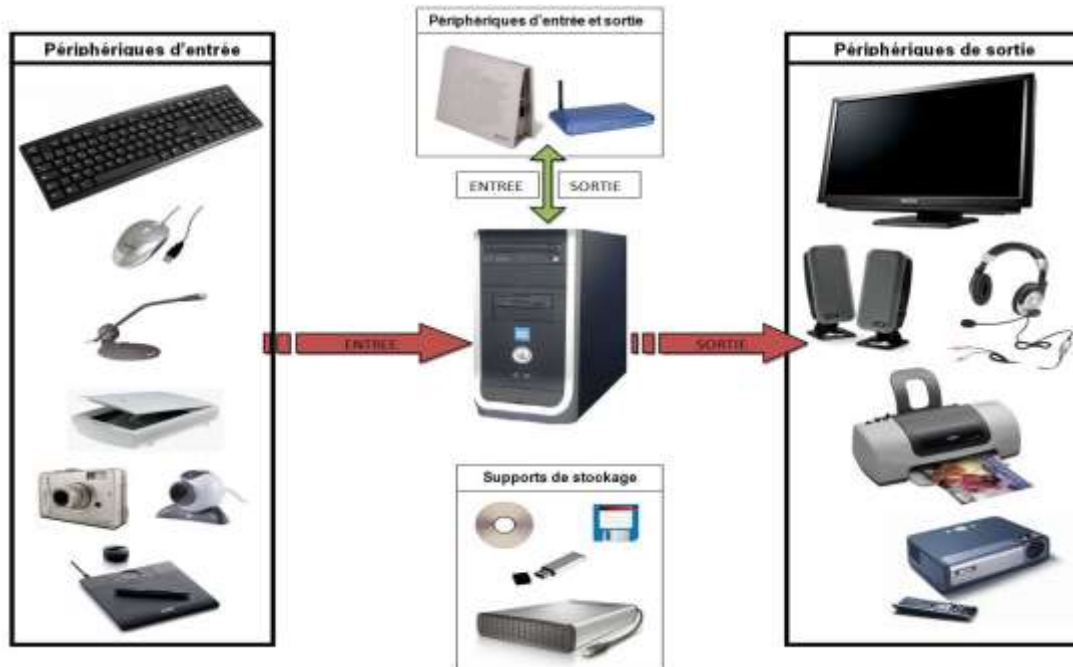 Périphériques d'entrée et sortie
Périphériques d'entrée
Périphériques de sortie
ENTREE
SORTIE
ENTREE
SORTIE
Supports de stockage